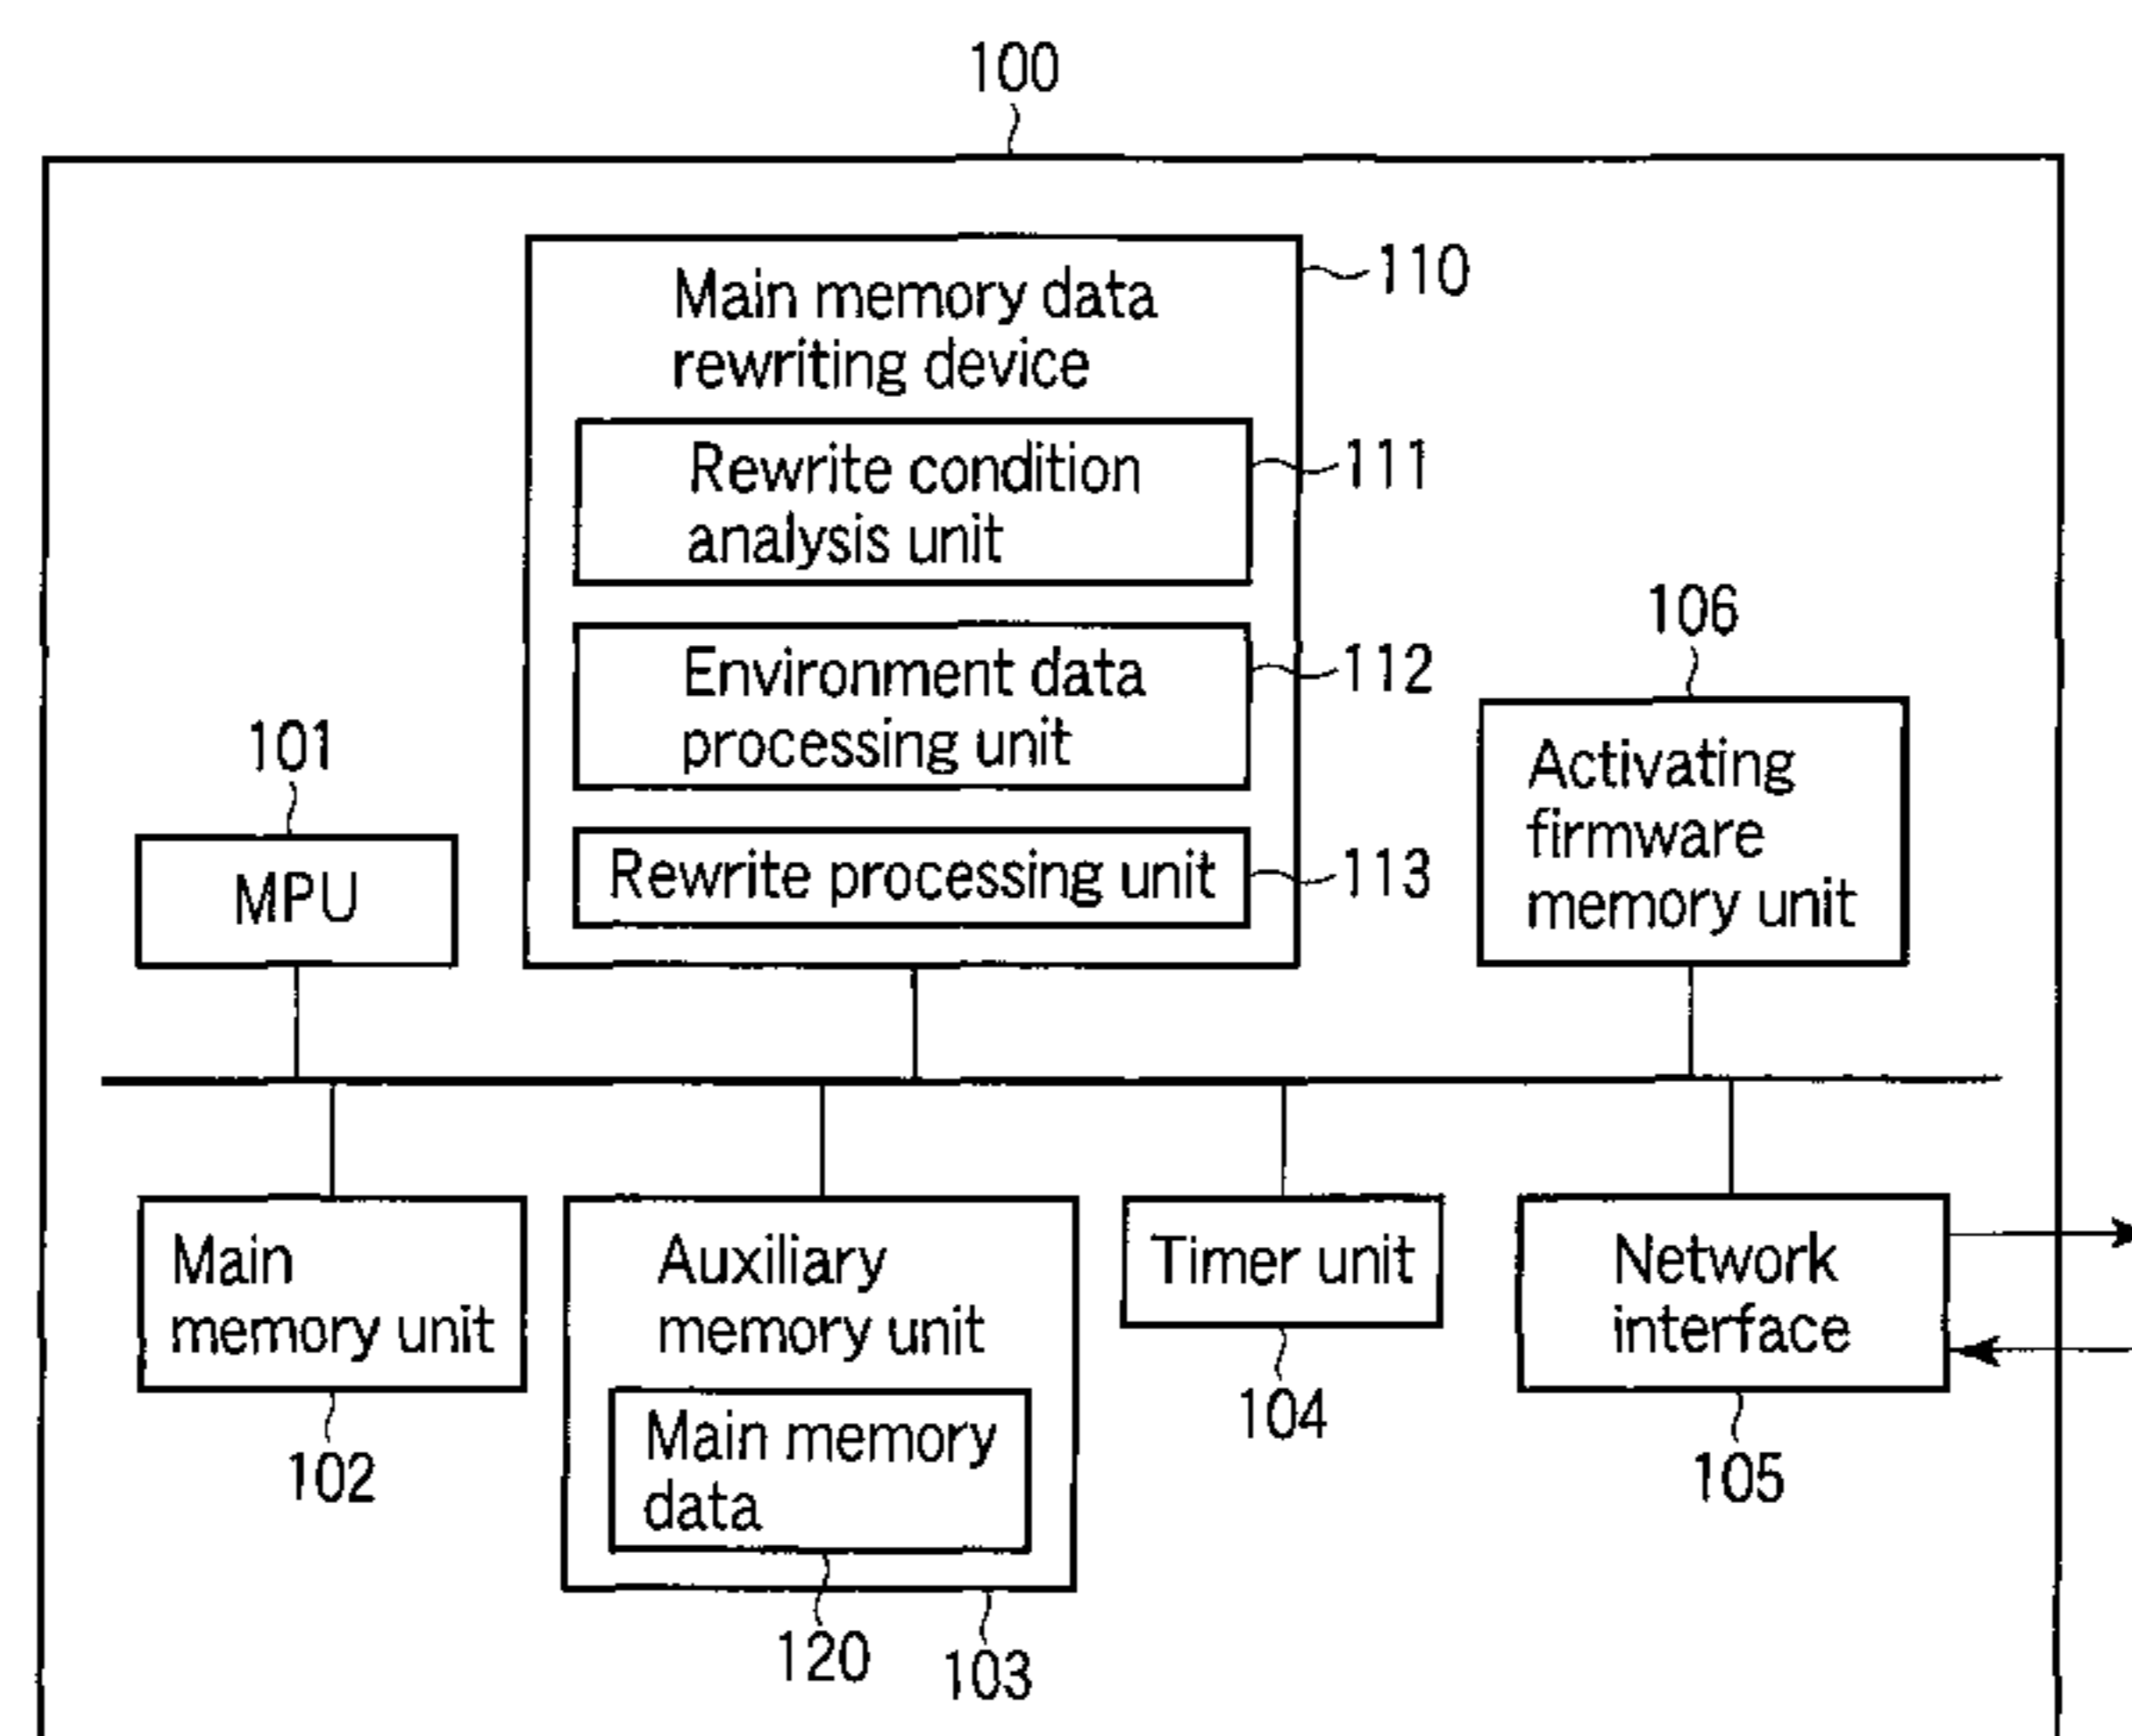 100
110
Main memory data
rewriting device
Rewrite condition
analysis unit
111
Environment data
processing unit
112
Rewrite processing unit
113
101
MPU
106
Activating
firmware
memory unit
Main
memory unit
102
Auxiliary
memory unit
Main memory
data
120
103
Timer unit
104
Network
interface
105